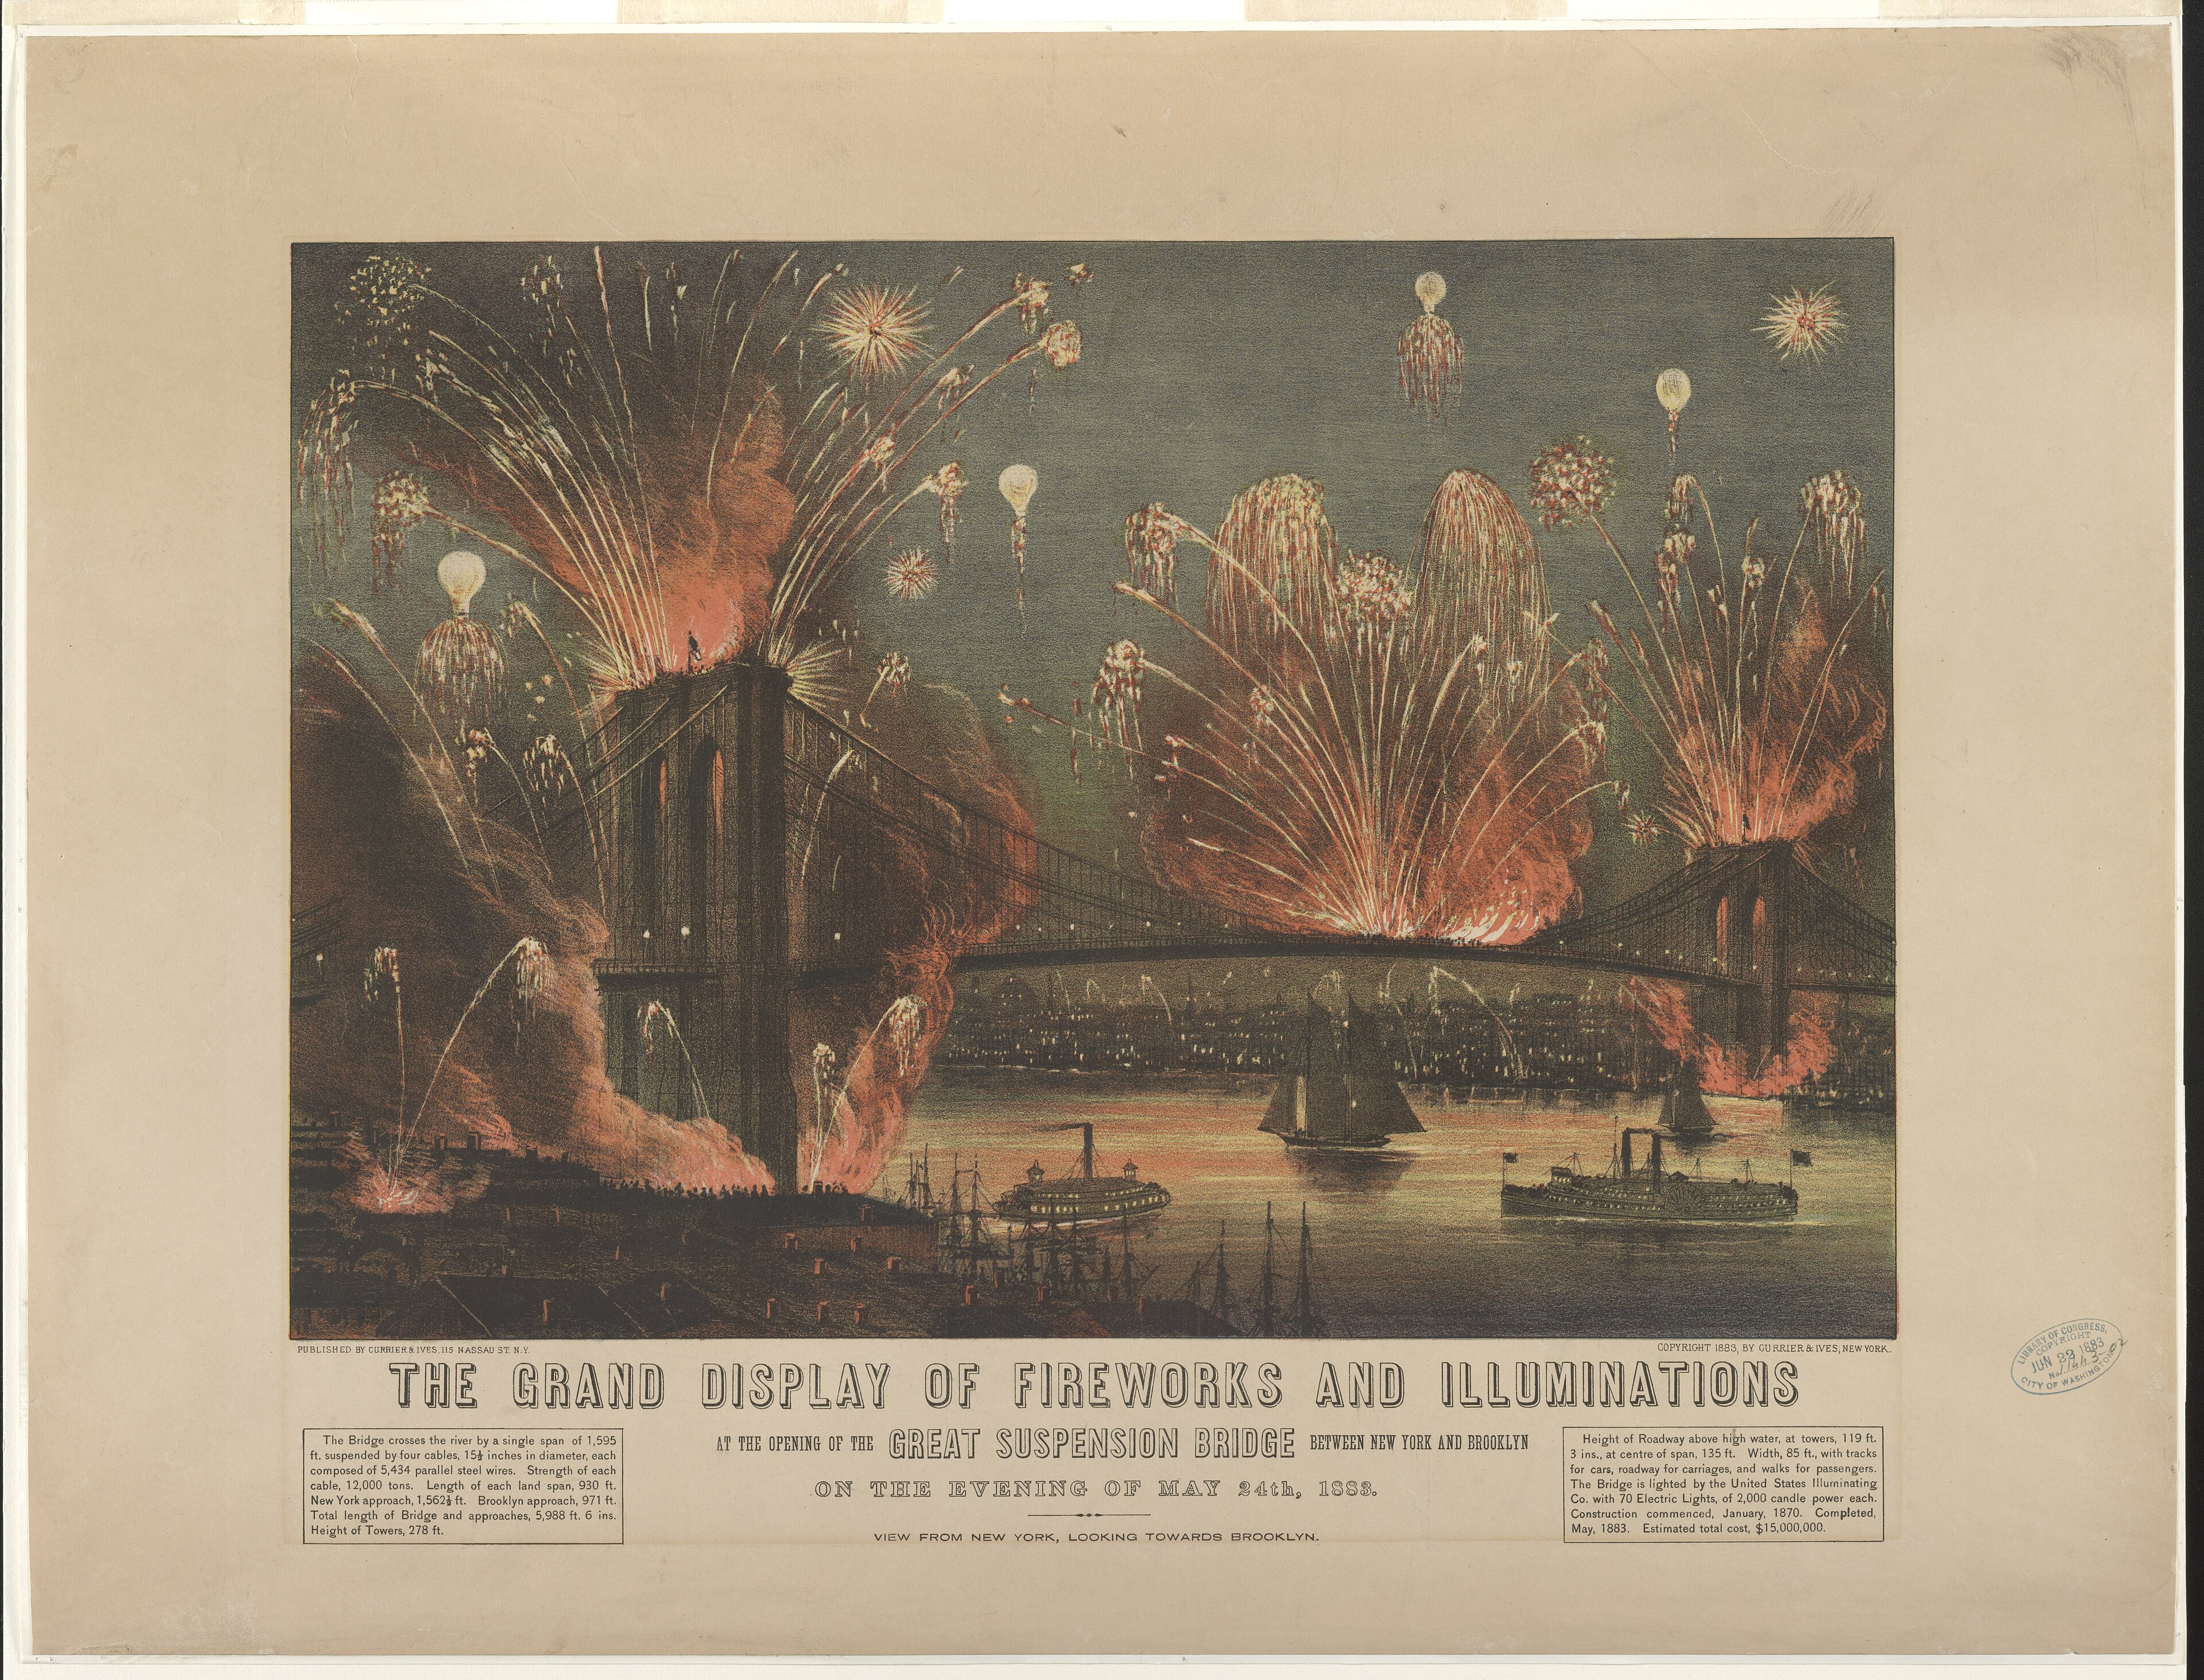 PUBLISHED BY CURRIER & IVES, 115 NASSAU ST. N.Y.
COPYRIGHT 1883, BY CURRIER & IVES, NEW YORK.
THE GRAND DISPLAY OF FIREWORKS AND ILLUMINATIONS
AT THE OPENING OF THE GREAT SUSPENSION BRIDGE BETWEEN NEW YORK AND BROOKLYN
ON THE EVENING OF MAY 24th, 1883.
VIEW FROM NEW YORK, LOOKING TOWARDS BROOKLYN.
The Bridge crosses the river by a single span of 1,595
ft. suspended by four cables, 15½ inches in diameter, each
composed of 5,434 parallel steel wires. Strength of each
cable, 12,000 tons. Length of each land span, 930 ft.
New York approach, 1,562½ ft. Brooklyn approach, 971 ft.
Total length of Bridge and approaches, 5,988 ft. 6 ins.
Height of Towers, 278 ft.
Height of Roadway above high water, at towers, 119 ft.
3 ins., at centre of span, 135 ft. Width, 85 ft., with tracks
for cars, roadway for carriages, and walks for passengers.
The Bridge is lighted by the United States Illuminating
Co. with 70 Electric Lights, of 2,000 candle power each.
Construction commenced, January, 1870. Completed,
May, 1883. Estimated total cost, $15,000,000.
LIBRARY OF CONGRESS,
COPYRIGHT
JUN 22 1883
No.
CITY OF WASHINGTON